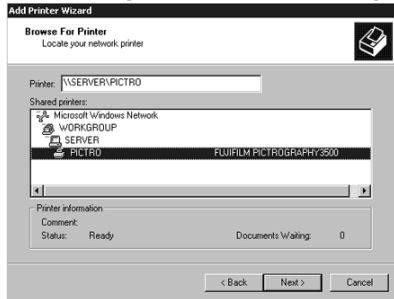 Add Printer Wizard
Browse For Printer
Locate your network printer
Printer: \\SERVER\PICTRO
Shared printers:
Microsoft Windows Network
WORKGROUP
SERVER
PICTRO FUJIFILM PICTROGRAPHY3500
Printer information
Comment:
Status: Ready Documents Waiting: 0
< Back Next > Cancel